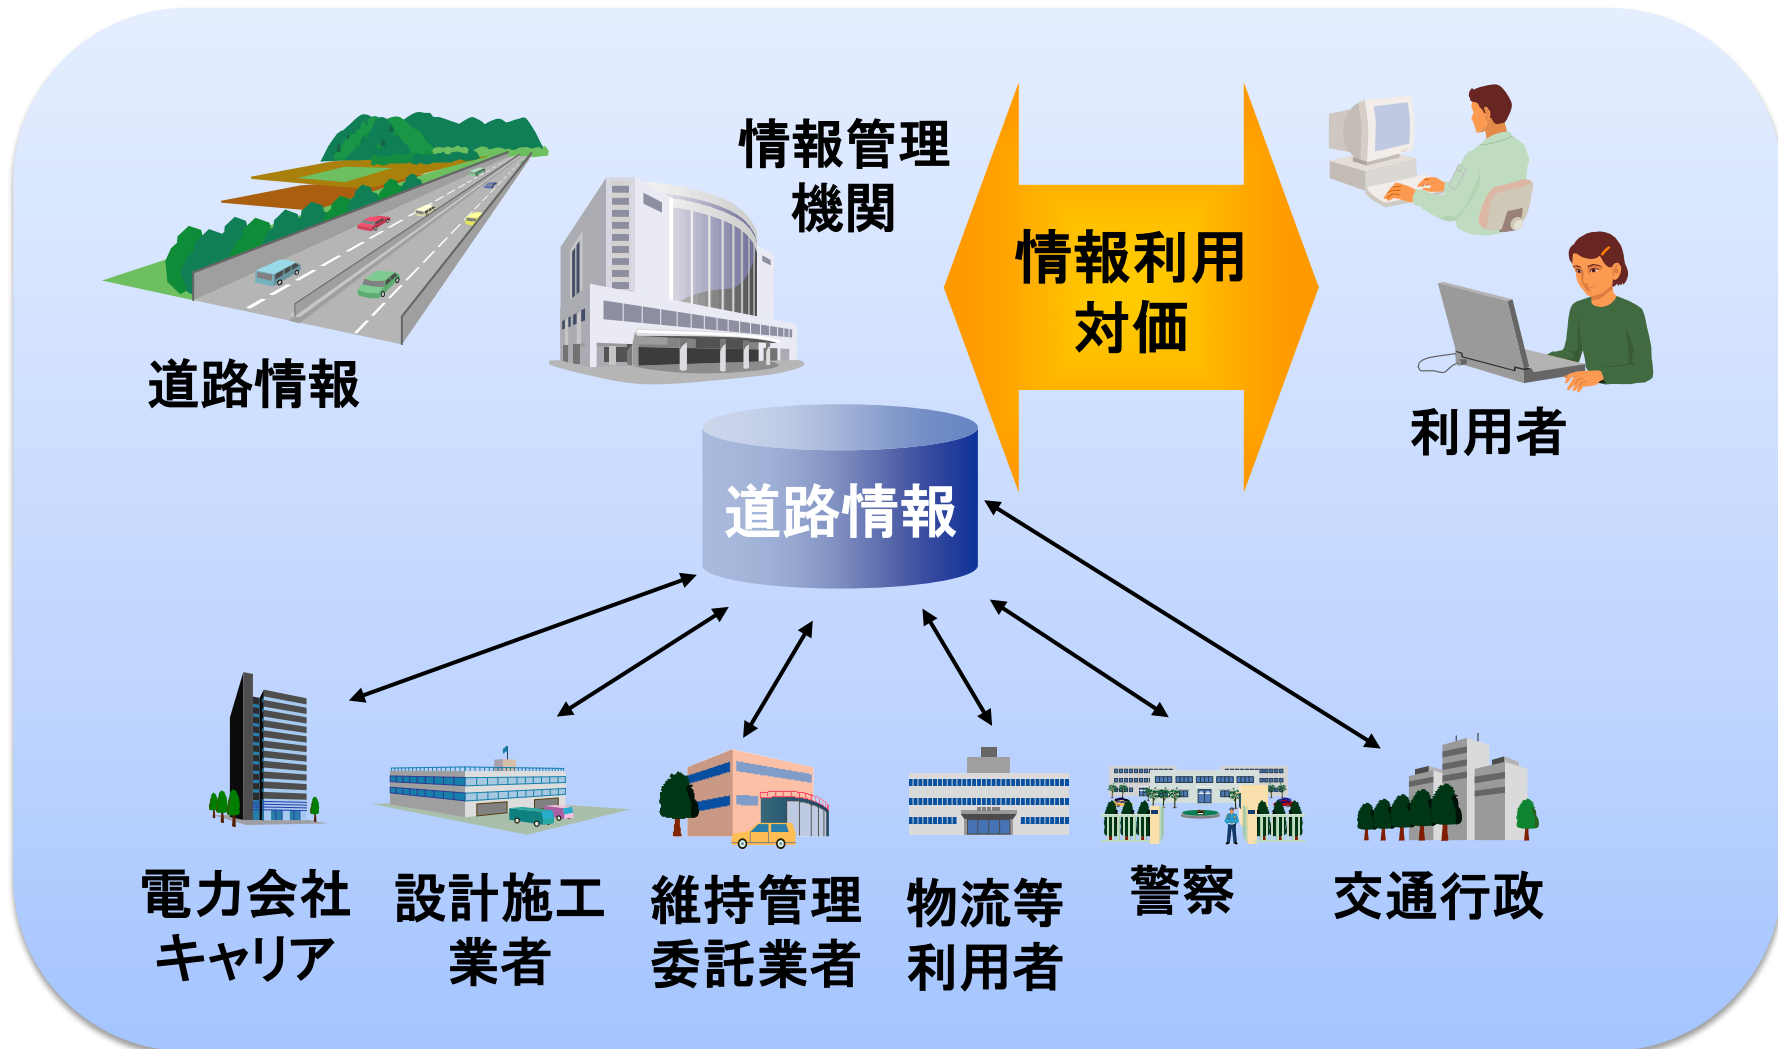 情報管理
機関
情報利用
対価
道路情報
利用者
道路情報
電力会社
キャリア
設計施工
業者
維持管理
委託業者
物流等
利用者
警察
交通行政